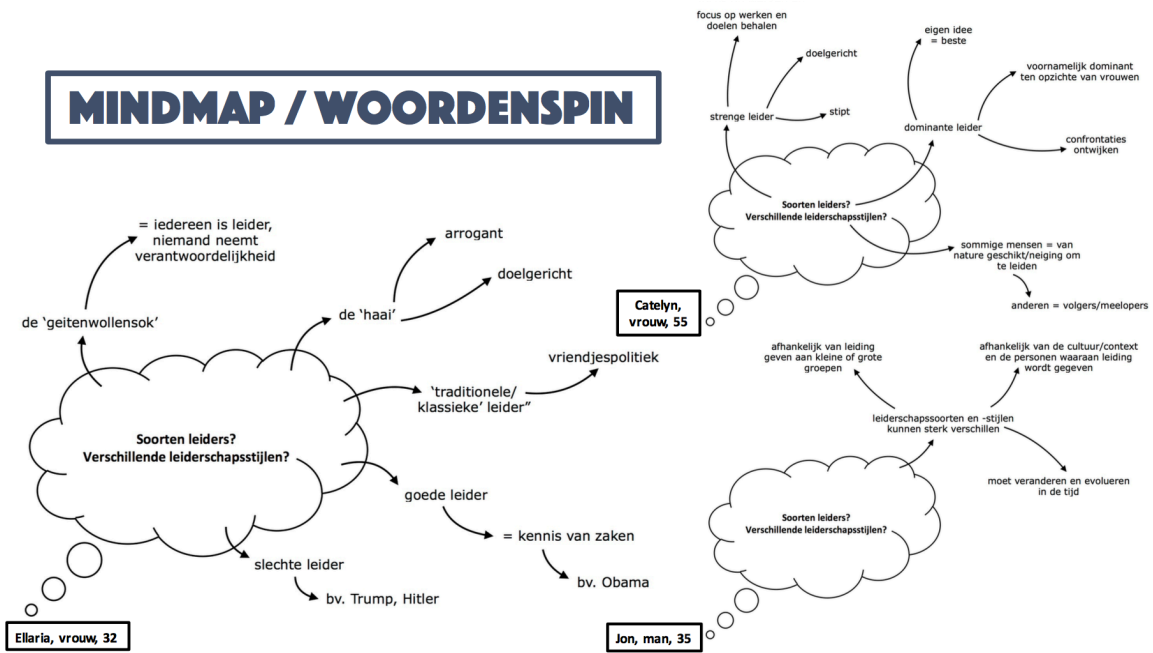 MINDMAP / WOORDENSPIN
= iedereen is leider,
niemand neemt
verantwoordelijkheid
de ‘geitenwollensok’
arrogant
doelgericht
de ‘haai’
vriendjespolitiek
‘traditionele/
klassieke’ leider”
Soorten leiders?
Verschillende leiderschapsstijlen?
goede leider
= kennis van zaken
bv. Obama
slechte leider
bv. Trump, Hitler
Ellaria, vrouw, 32
focus op werken en
doelen behalen
doelgericht
stipt
strenge leider
eigen idee
= beste
voornamelijk dominant
ten opzichte van vrouwen
dominante leider
confrontaties
ontwijken
Soorten leiders?
Verschillende leiderschapsstijlen?
sommige mensen = van
nature geschikt/neiging om
te leiden
anderen = volgers/meelopers
Catelyn,
vrouw, 55
afhankelijk van leiding
geven aan kleine of grote
groepen
afhankelijk van de cultuur/context
en de personen waaraan leiding
wordt gegeven
leiderschapssoorten en -stijlen
kunnen sterk verschillen
moet veranderen en evolueren
in de tijd
Soorten leiders?
Verschillende leiderschapsstijlen?
Jon, man, 35